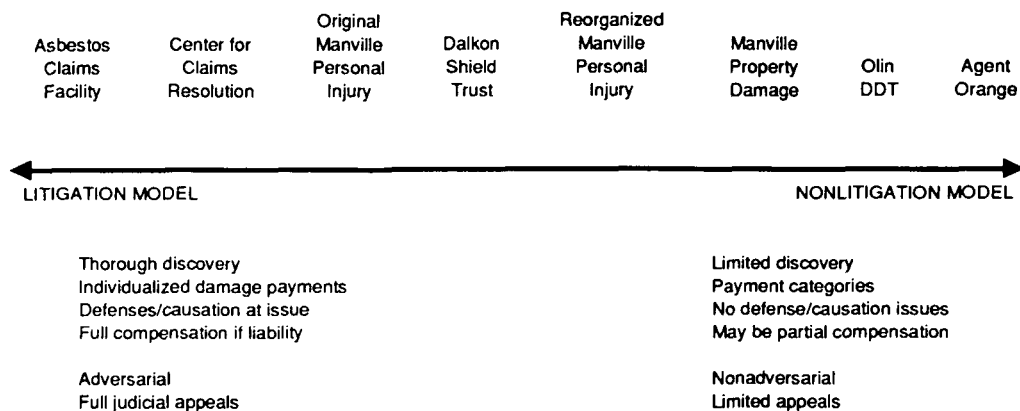 Asbestos Claims Facility
Center for Claims Resolution
Original Manville Personal Injury
Dalkon Shield Trust
Reorganized Manville Personal Injury
Manville Property Damage
Olin DDT
Agent Orange
LITIGATION MODEL
NONLITIGATION MODEL
Thorough discovery
Individualized damage payments
Defenses/causation at issue
Full compensation if liability
Adversarial
Full judicial appeals
Limited discovery
Payment categories
No defense/causation issues
May be partial compensation
Nonadversarial
Limited appeals